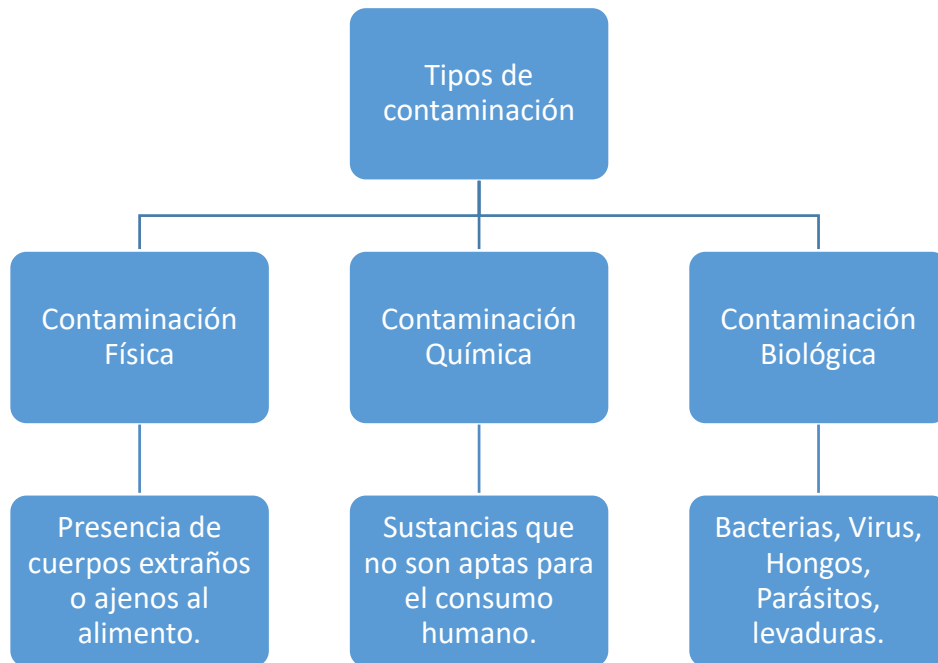 Tipos de
contaminación
Contaminación
Física
Contaminación
Química
Contaminación
Biológica
Presencia de
cuerpos extraños
o ajenos al
alimento.
Sustancias que
no son aptas para
el consumo
humano.
Bacterias, Virus,
Hongos,
Parásitos,
levaduras.